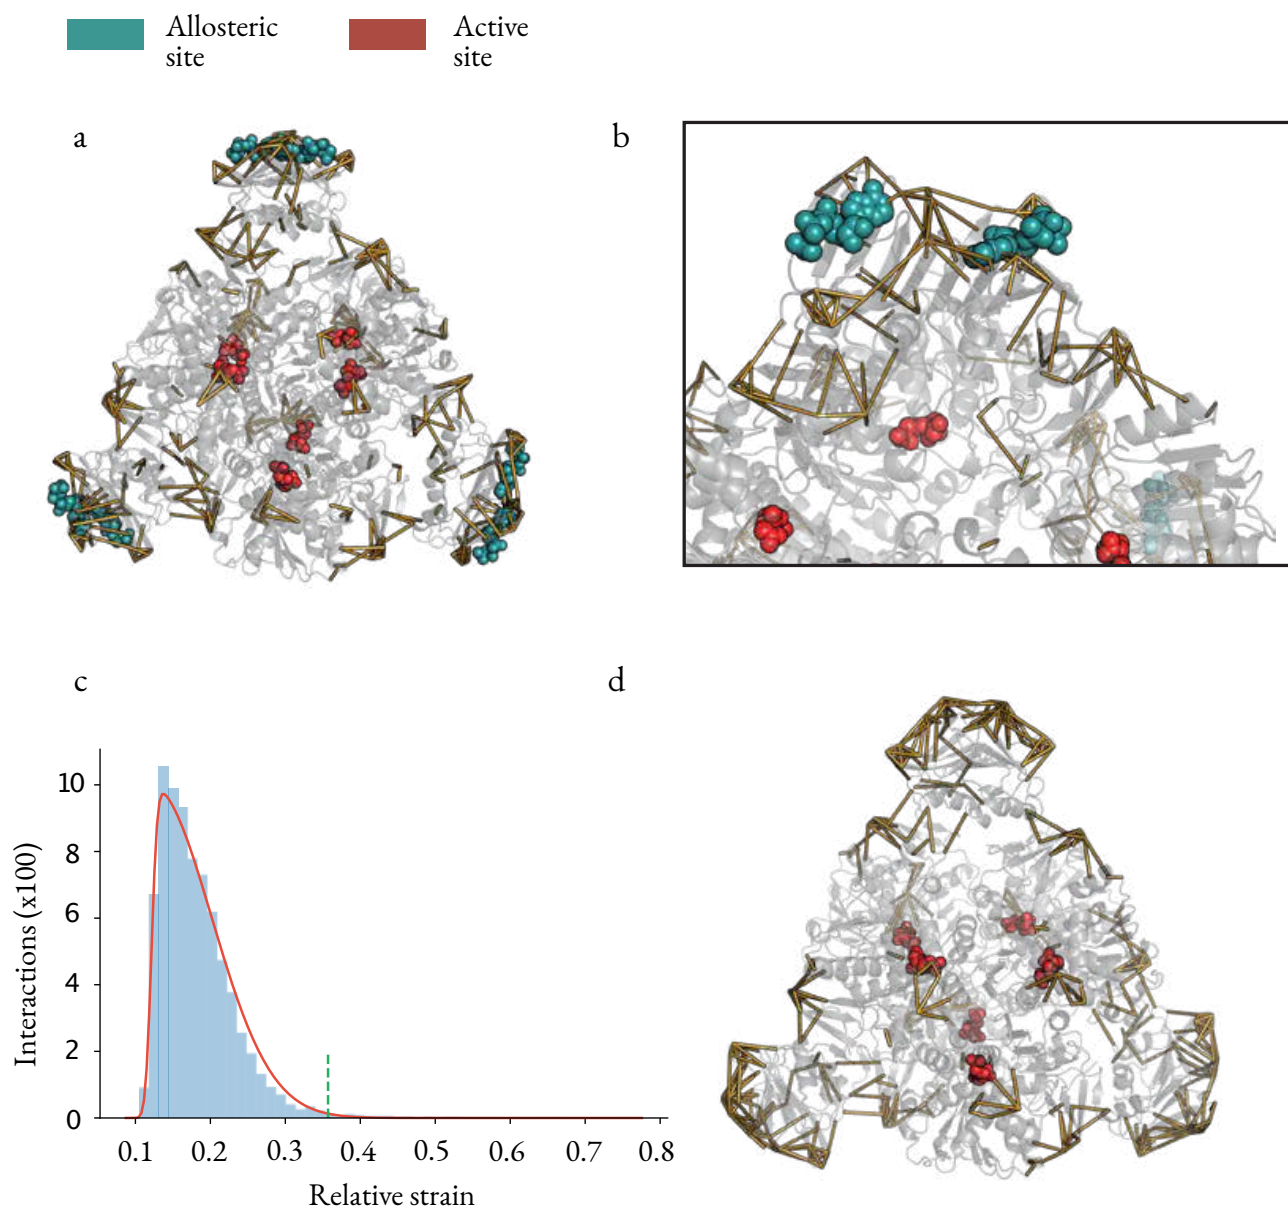 Allosteric
site
Active
site
a
b
c
d
10
8
6
4
2
0
Interactions (x100)
0.1 0.2 0.3 0.4 0.5 0.6 0.7 0.8
Relative strain